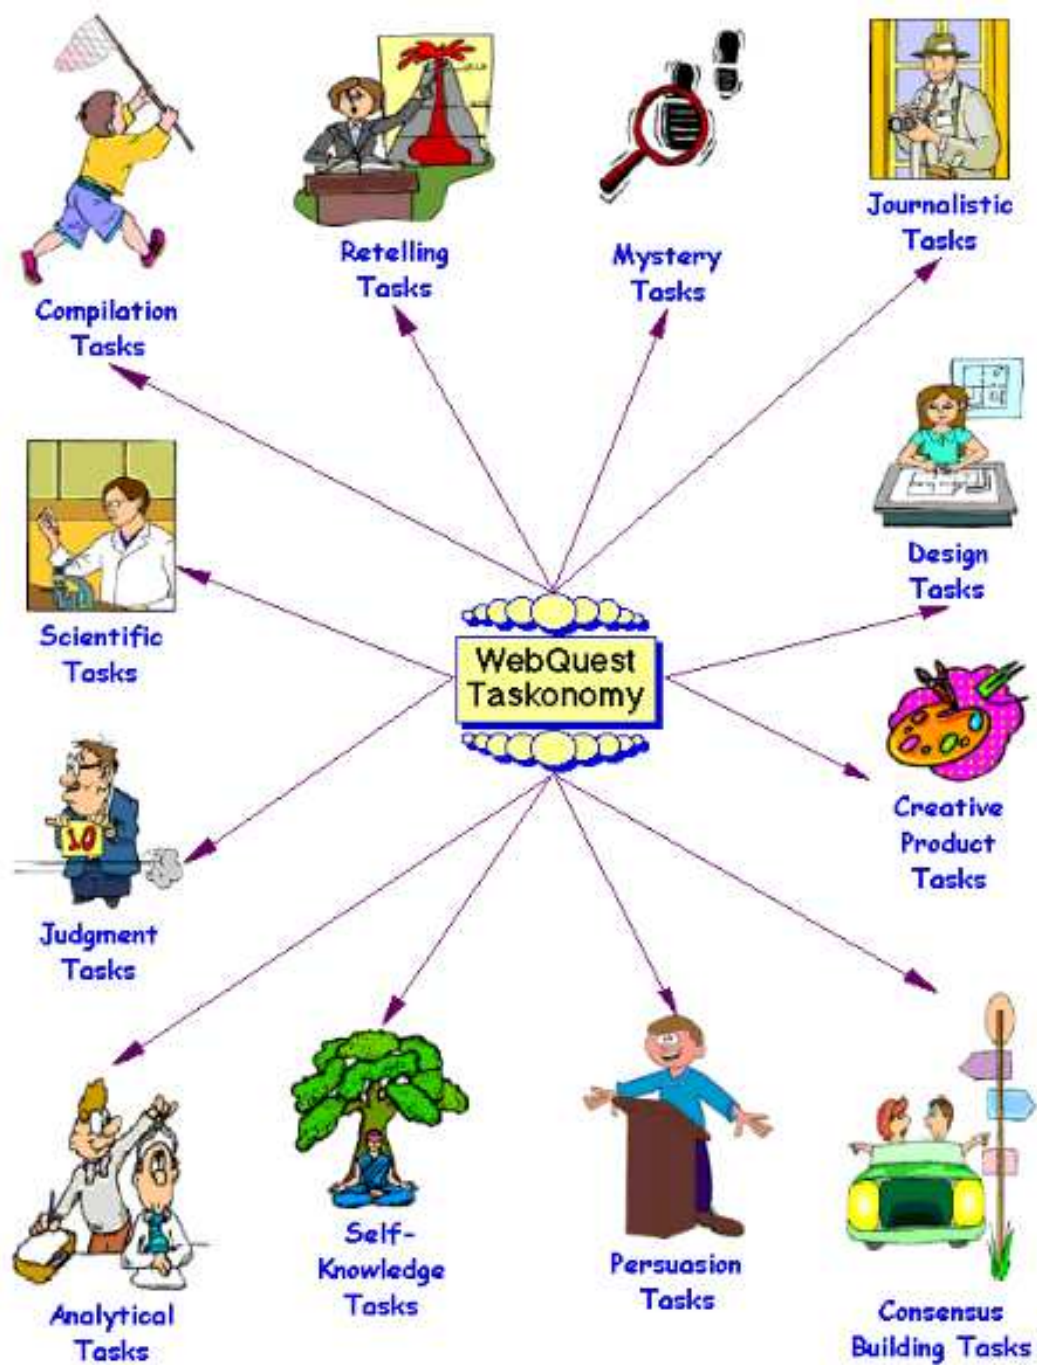 Journalistic
Tasks
Retelling
Tasks
Mystery
Tasks
Compilation
Tasks
Design
Tasks
Scientific
Tasks
WebQuest
Taskonomy
Creative
Product
Tasks
10
Judgment
Tasks
Self-
Knowledge
Tasks
Persuasion
Tasks
Analytical
Tasks
Consensus
Building Tasks